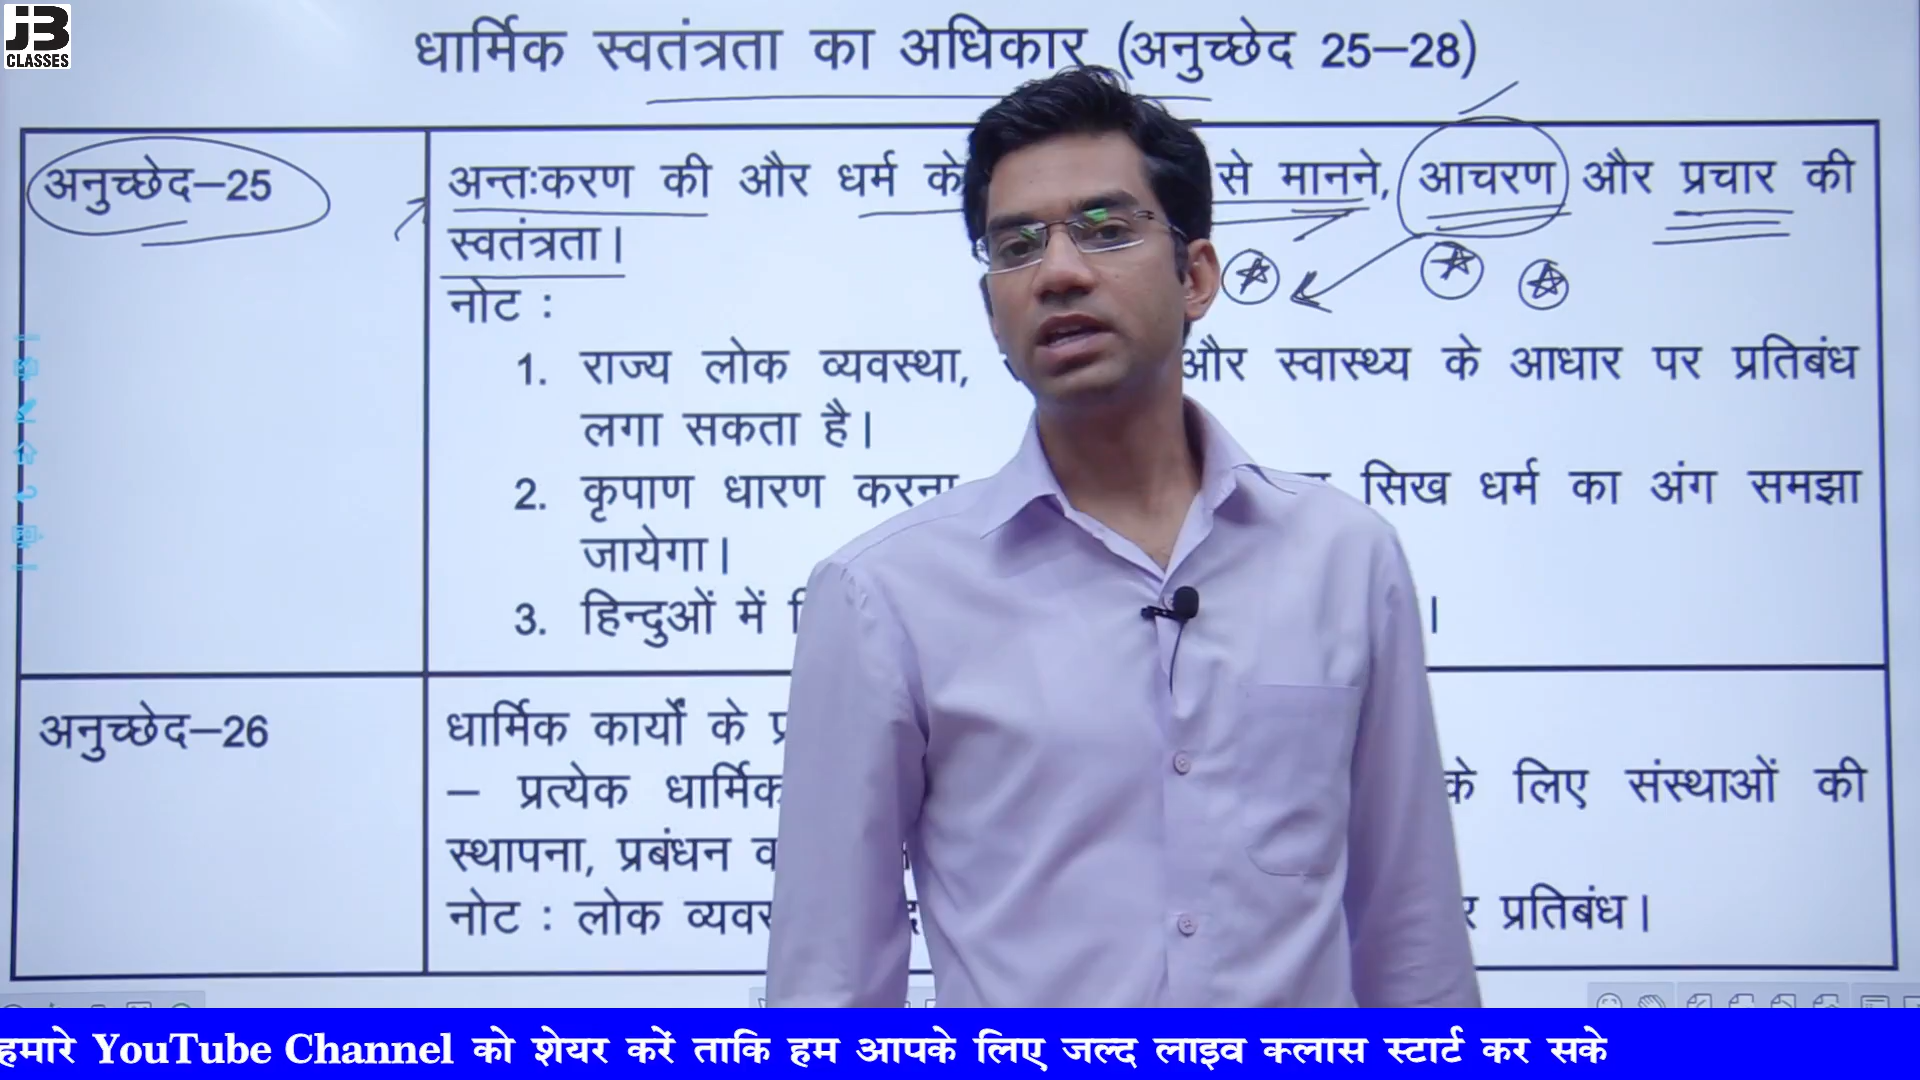 JB
CLASSES
धार्मिक स्वतंत्रता का अधिकार (अनुच्छेद 25–28)
अनुच्छेद–25
अन्तःकरण की और धर्म के से मानने, आचरण और प्रचार की
स्वतंत्रता।
नोट :
1. राज्य लोक व्यवस्था, और स्वास्थ्य के आधार पर प्रतिबंध
लगा सकता है।
2. कृपाण धारण करना सिख धर्म का अंग समझा
जायेगा।
3. हिन्दुओं में
अनुच्छेद–26
धार्मिक कार्यों के
– प्रत्येक धार्मिक के लिए संस्थाओं की
स्थापना, प्रबंधन
नोट : लोक प्रतिबंध।
हमारे YouTube Channel को शेयर करें ताकि हम आपके लिए जल्द लाइव क्लास स्टार्ट कर सके